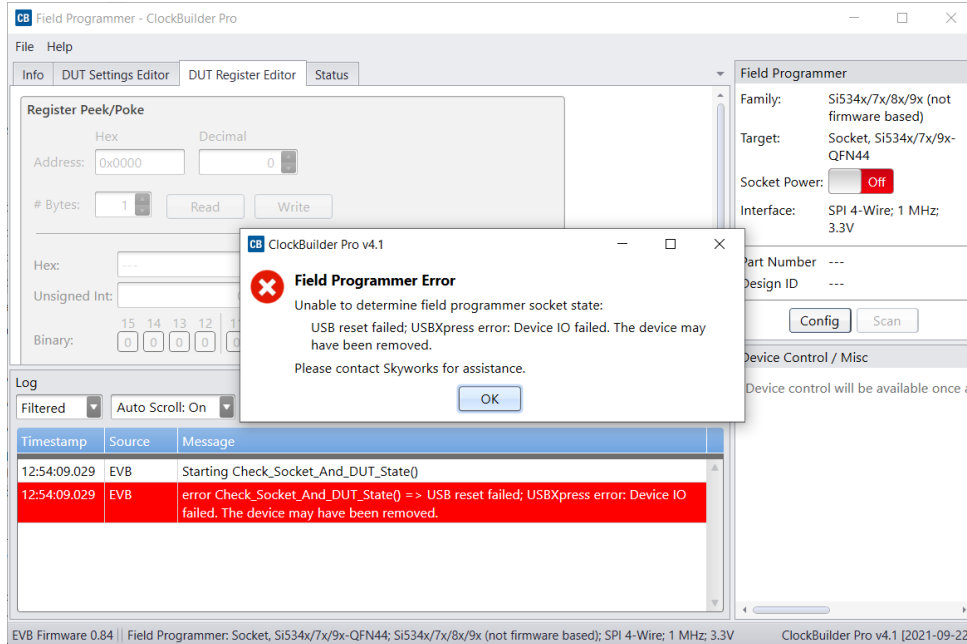 CB Field Programmer - ClockBuilder Pro
File Help
Info DUT Settings Editor DUT Register Editor Status
Register Peek/Poke
Hex Decimal
Address: 0x0000 0
# Bytes: 1 Read Write
Hex: ---
Unsigned Int:
15 14 13 12
Binary: 0 0 0 0
Field Programmer
Family: Si534x/7x/8x/9x (not
firmware based)
Target: Socket, Si534x/7x/9x-
QFN44
Socket Power: Off
Interface: SPI 4-Wire; 1 MHz;
3.3V
Part Number ---
Design ID ---
Config Scan
Device Control / Misc
Device control will be available once
CB ClockBuilder Pro v4.1
Field Programmer Error
Unable to determine field programmer socket state:
USB reset failed; USBXpress error: Device IO failed. The device may
have been removed.
Please contact Skyworks for assistance.
OK
Log
Filtered Auto Scroll: On
Timestamp Source Message
12:54:09.029 EVB Starting Check_Socket_And_DUT_State()
12:54:09.029 EVB error Check_Socket_And_DUT_State() => USB reset failed; USBXpress error: Device IO
failed. The device may have been removed.
EVB Firmware 0.84 Field Programmer: Socket, Si534x/7x/9x-QFN44; Si534x/7x/8x/9x (not firmware based); SPI 4-Wire; 1 MHz; 3.3V ClockBuilder Pro v4.1 [2021-09-22